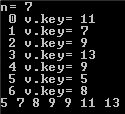 n= 7
0 v.key= 11
1 v.key= 7
2 v.key= 9
3 v.key= 13
4 v.key= 9
5 v.key= 5
6 v.key= 8
5 7 8 9 9 11 13